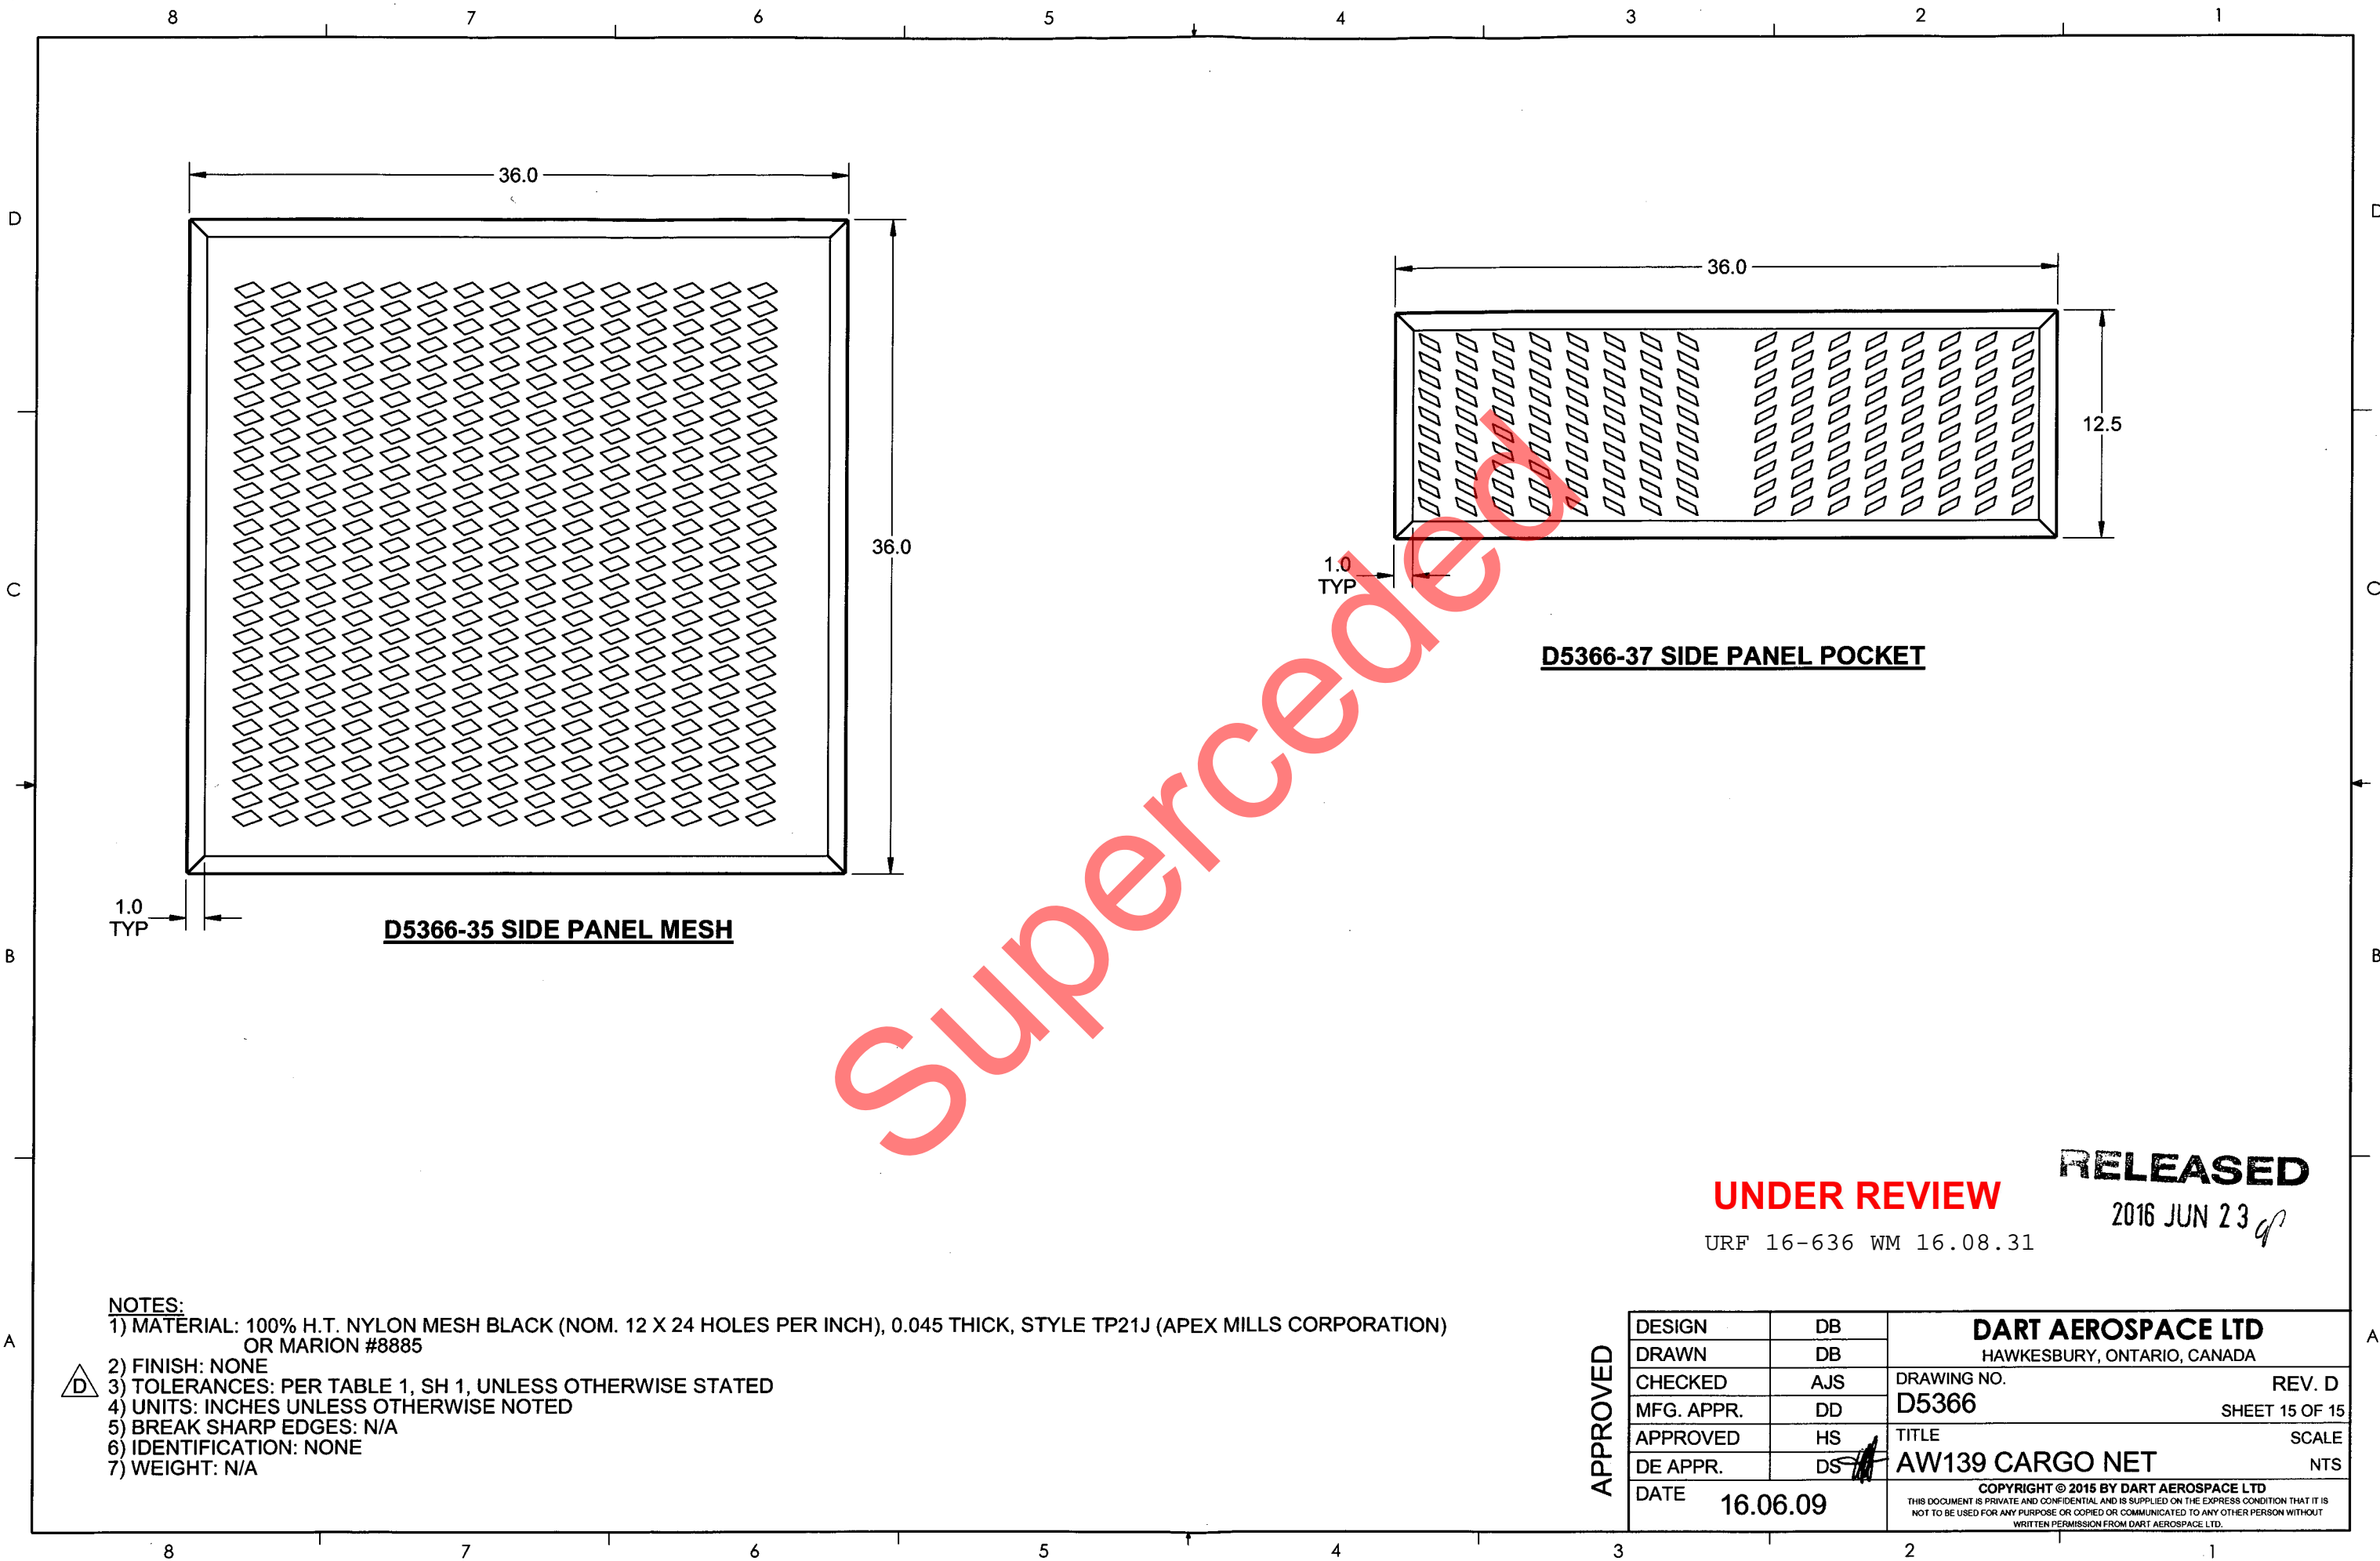 8 7 6 5 4 3 2 1
D
C
B
A
D
C
B
A
36.0
36.0
1.0
TYP
D5366-35 SIDE PANEL MESH
36.0
12.5
1.0
TYP
D5366-37 SIDE PANEL POCKET
Superceded
UNDER REVIEW
URF 16-636 WM 16.08.31
RELEASED
2016 JUN 23
NOTES:
1) MATERIAL: 100% H.T. NYLON MESH BLACK (NOM. 12 X 24 HOLES PER INCH), 0.045 THICK, STYLE TP21J (APEX MILLS CORPORATION)
OR MARION #8885
2) FINISH: NONE
D 3) TOLERANCES: PER TABLE 1, SH 1, UNLESS OTHERWISE STATED
4) UNITS: INCHES UNLESS OTHERWISE NOTED
5) BREAK SHARP EDGES: N/A
6) IDENTIFICATION: NONE
7) WEIGHT: N/A
APPROVED
DESIGN DB
DRAWN DB
CHECKED AJS
MFG. APPR. DD
APPROVED HS
DE APPR. DS
DATE 16.06.09
DART AEROSPACE LTD
HAWKESBURY, ONTARIO, CANADA
DRAWING NO. REV. D
D5366 SHEET 15 OF 15
TITLE SCALE
AW139 CARGO NET NTS
COPYRIGHT © 2015 BY DART AEROSPACE LTD
THIS DOCUMENT IS PRIVATE AND CONFIDENTIAL AND IS SUPPLIED ON THE EXPRESS CONDITION THAT IT IS
NOT TO BE USED FOR ANY PURPOSE OR COPIED OR COMMUNICATED TO ANY OTHER PERSON WITHOUT
WRITTEN PERMISSION FROM DART AEROSPACE LTD.
8 7 6 5 4 3 2 1